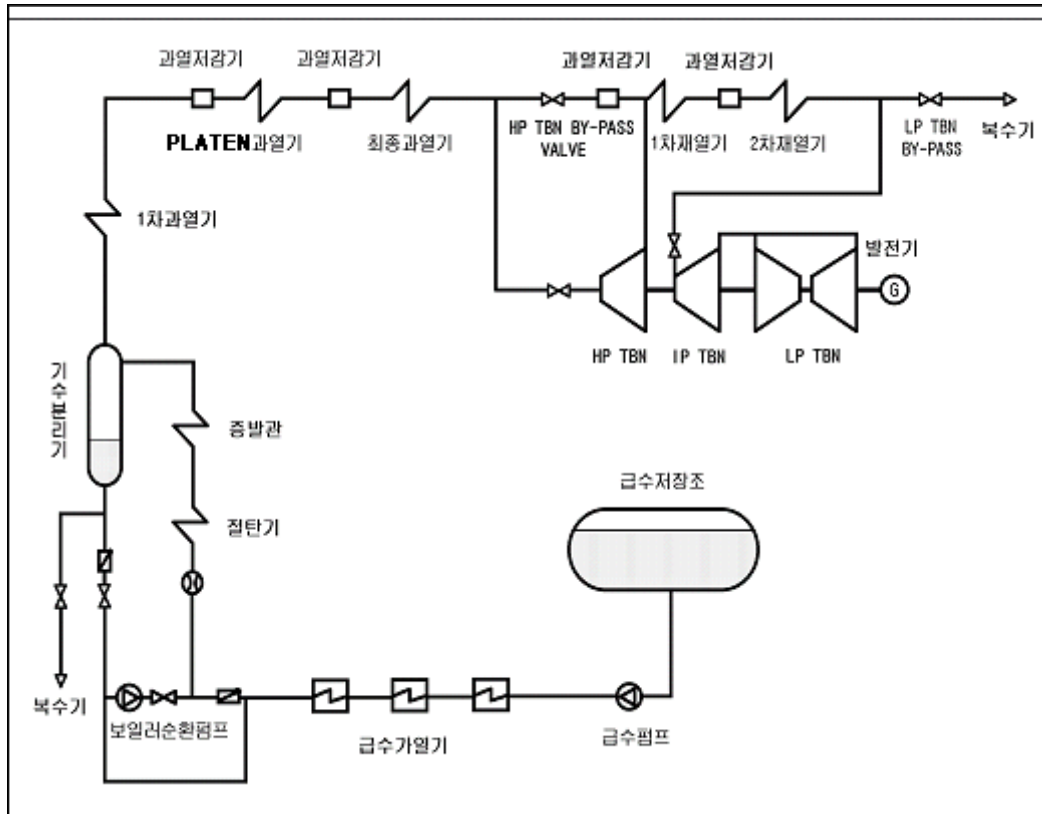 과열저감기
과열저감기
과열저감기
과열저감기
PLATEN과열기
최종과열기
HP TBN BY-PASS
VALVE
1차재열기
2차재열기
LP TBN
BY-PASS
복수기
1차과열기
발전기
G
HP TBN
IP TBN
LP TBN
기수분리기
증발관
절탄기
급수저장조
복수기
보일러순환펌프
급수가열기
급수펌프